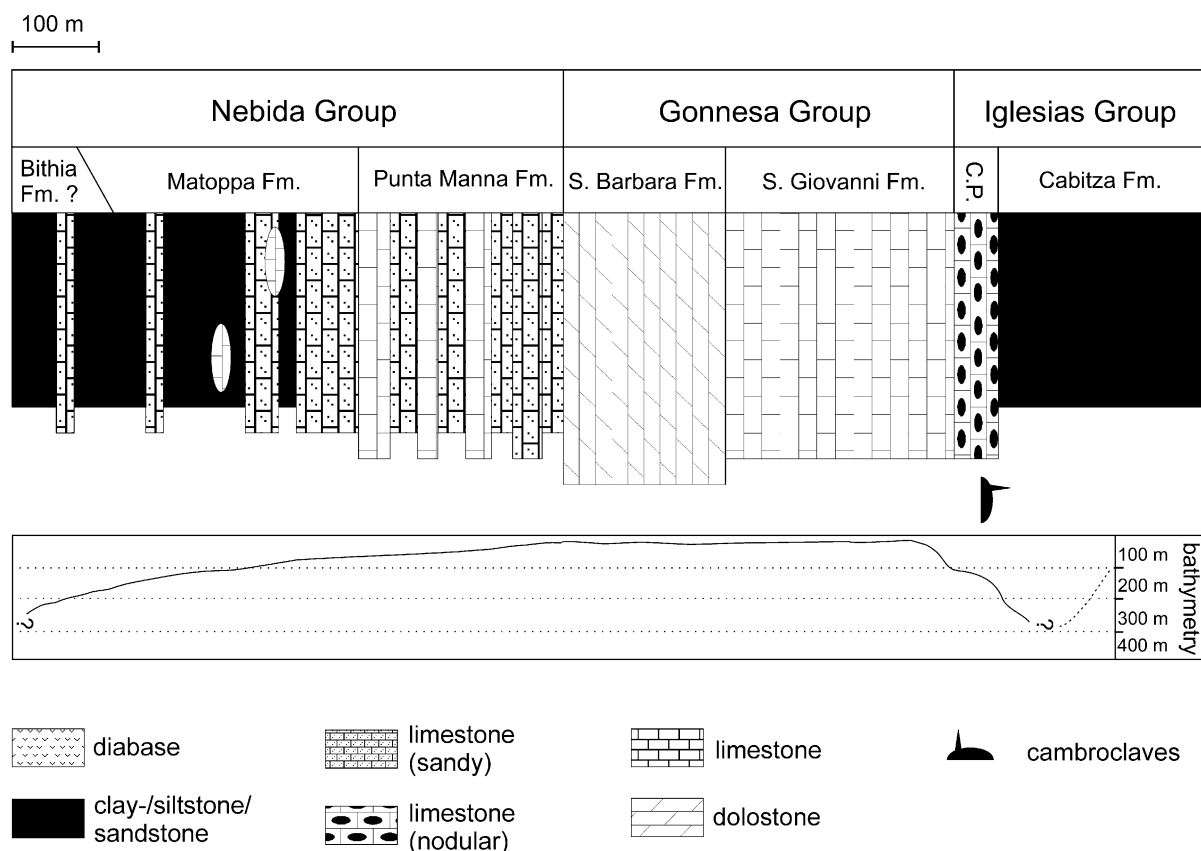 100 m
Nebida Group
Gonnesa Group
Iglesias Group
Bithia
Fm. ?
Matoppa Fm.
Punta Manna Fm.
S. Barbara Fm.
S. Giovanni Fm.
C.P.
Cabitza Fm.
100 m
200 m
300 m
400 m
bathymetry
?
?
diabase
limestone
(sandy)
limestone
cambroclaves
clay-/siltstone/
sandstone
limestone
(nodular)
dolostone